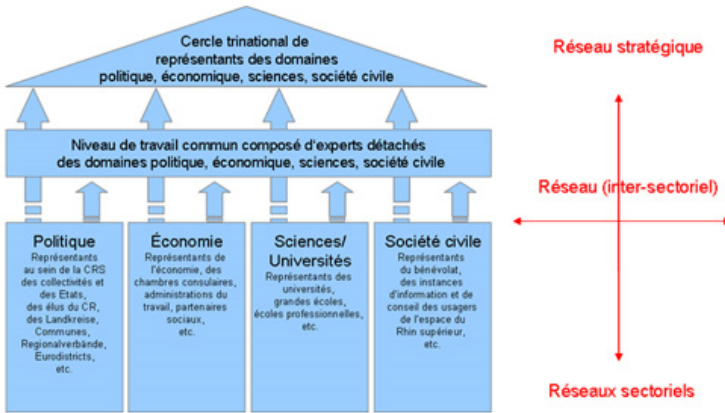 Cercle trinational de
représentants des domaines
politique, économique, sciences, société civile
Réseau stratégique
Niveau de travail commun composé d'experts détachés
des domaines politique, économique, sciences, société civile
Réseau (inter-sectoriel)
Politique
Représentants
au sein de la CRS
des collectivités et
des Etats,
des élus du CR,
des Landkreise,
Communes,
Regionalverbände,
Eurodistricts,
etc.
Économie
Représentants de
l'économie, des
chambres consulaires,
administrations du
travail, partenaires
sociaux,
etc.
Sciences/
Universités
Représentants des
universités,
grandes écoles,
écoles professionnelles,
etc.
Société civile
Représentants
du bénévolat,
des instances
d'information et de
conseil des usagers
de l'espace du
Rhin supérieur,
etc.
Réseaux sectoriels